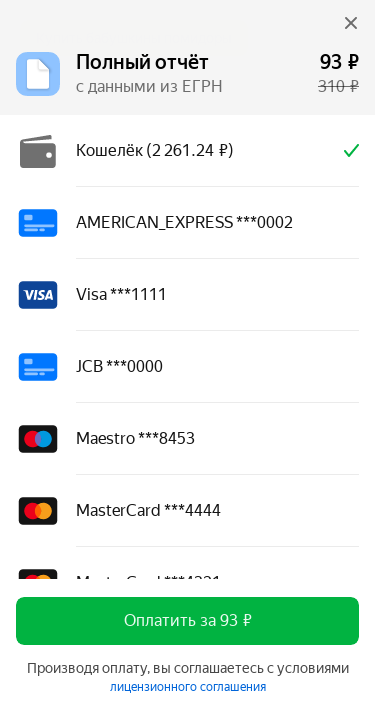 Полный отчёт
93 ₽
с данными из ЕГРН
310 ₽
Кошелёк (2 261.24 ₽)
AMERICAN_EXPRESS ***0002
VISA
Visa ***1111
JCB ***0000
Maestro ***8453
MasterCard ***4444
Оплатить за 93 ₽
Производя оплату, вы соглашаетесь с условиями
лицензионного соглашения